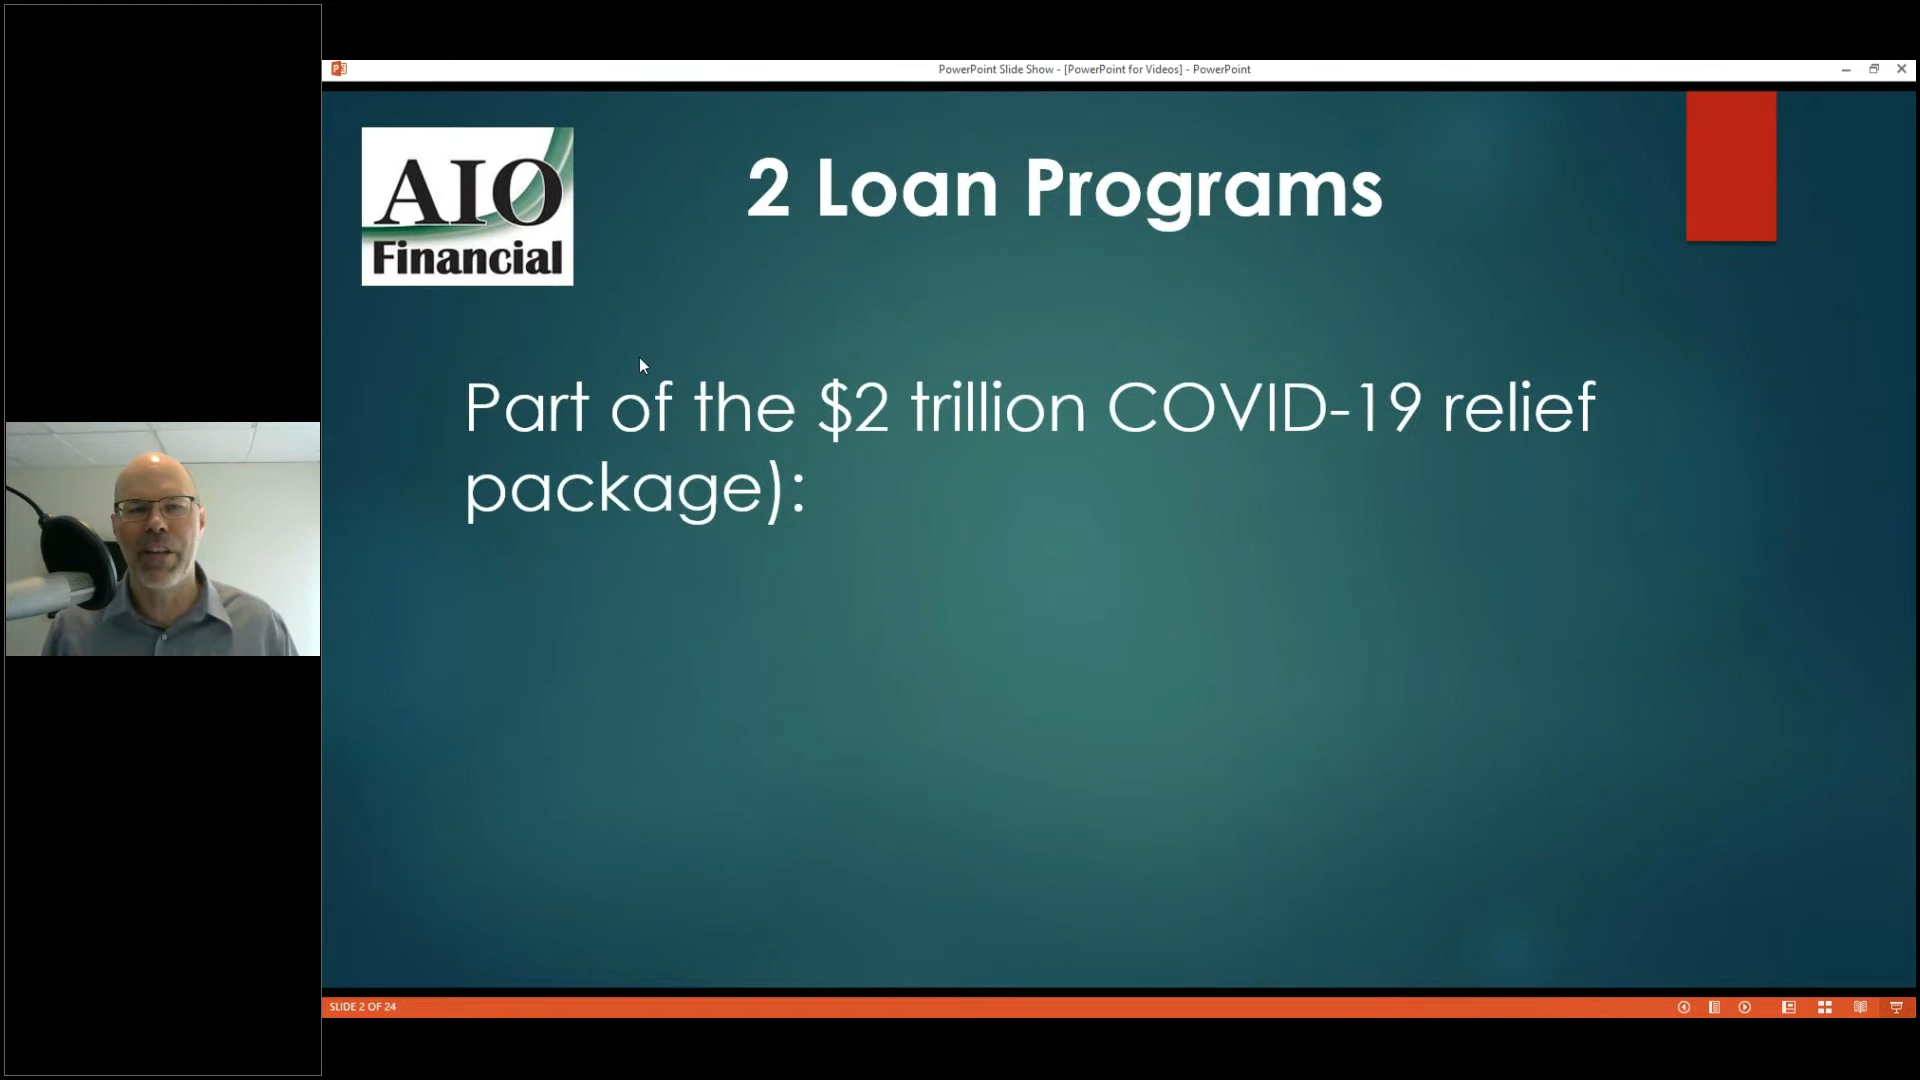 PowerPoint Slide Show - [PowerPoint for Videos] - PowerPoint
AIO
Financial
2 Loan Programs
Part of the $2 trillion COVID-19 relief
package):
SLIDE 2 OF 24